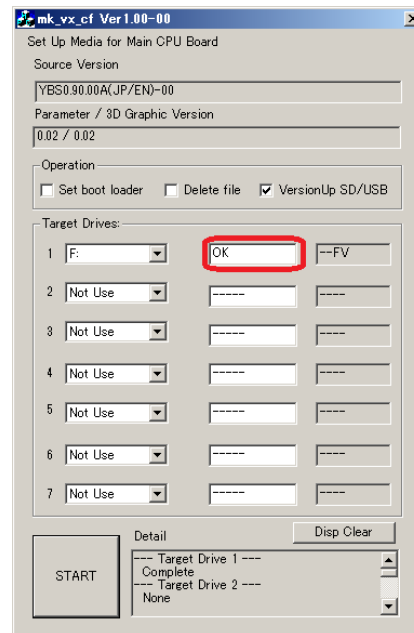 mk_vx_cf Ver1.00-00
Set Up Media for Main CPU Board
Source Version
YBS0.90.00A(JP/EN)-00
Parameter / 3D Graphic Version
0.02 / 0.02
Operation
Set boot loader Delete file VersionUp SD/USB
Target Drives:
1 F: OK --FV
2 Not Use ----- ----
3 Not Use ----- ----
4 Not Use ----- ----
5 Not Use ----- ----
6 Not Use ----- ----
7 Not Use ----- ----
Detail Disp Clear
START
--- Target Drive 1 ---
Complete
--- Target Drive 2 ---
None